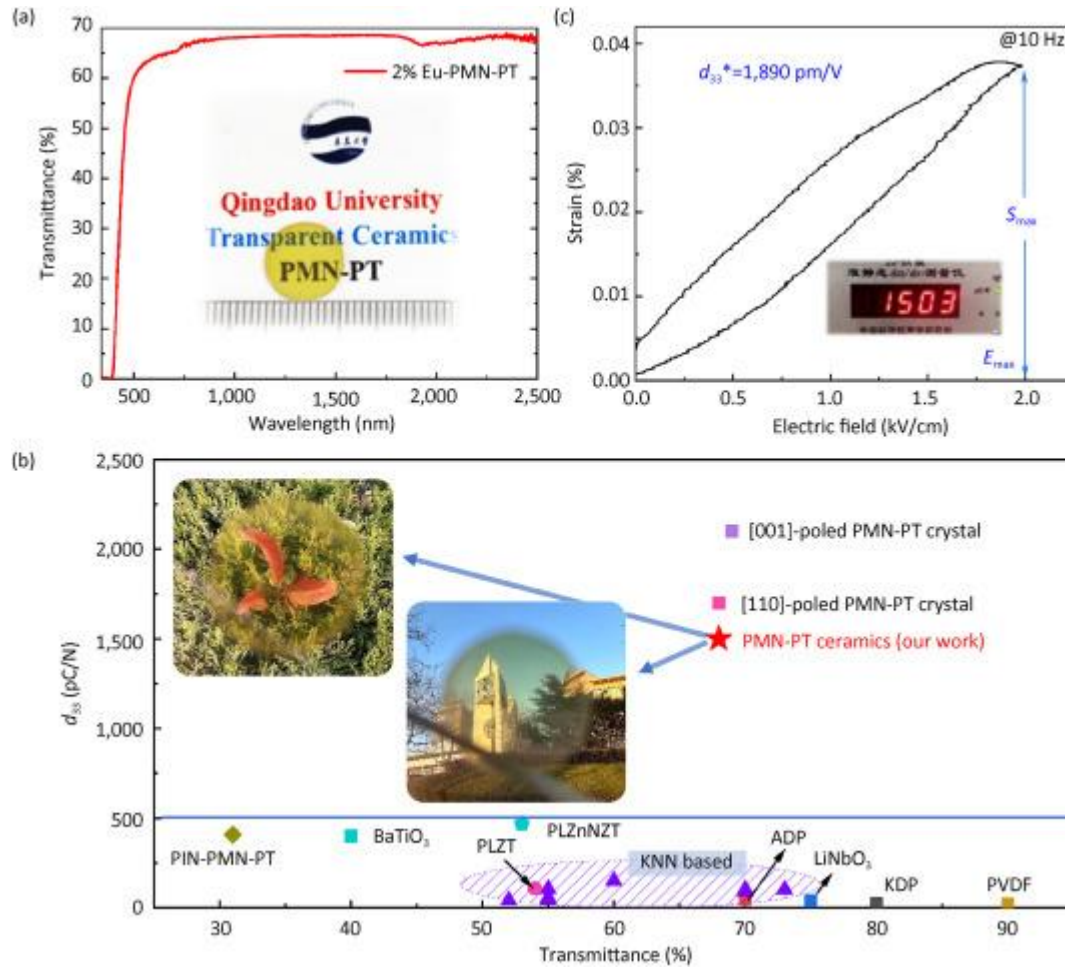 (a)
70
60
50
40
30
20
10
0
Transmittance (%)
2% Eu-PMN-PT
Qingdao University
Transparent Ceramics
PMN-PT
500
1,000
1,500
2,000
2,500
Wavelength (nm)
(c)
@10 Hz
0.04
0.03
0.02
0.01
0.00
Strain (%)
d33*=1,890 pm/V
Smax
1503
Emax
0.0
0.5
1.0
1.5
2.0
Electric field (kV/cm)
(b)
2,500
2,000
1,500
1,000
500
0
d33 (pC/N)
[001]-poled PMN-PT crystal
[110]-poled PMN-PT crystal
PMN-PT ceramics (our work)
PIN-PMN-PT
BaTiO3
PLZnNZT
PLZT
KNN based
ADP
LiNbO3
KDP
PVDF
30
40
50
60
70
80
90
Transmittance (%)